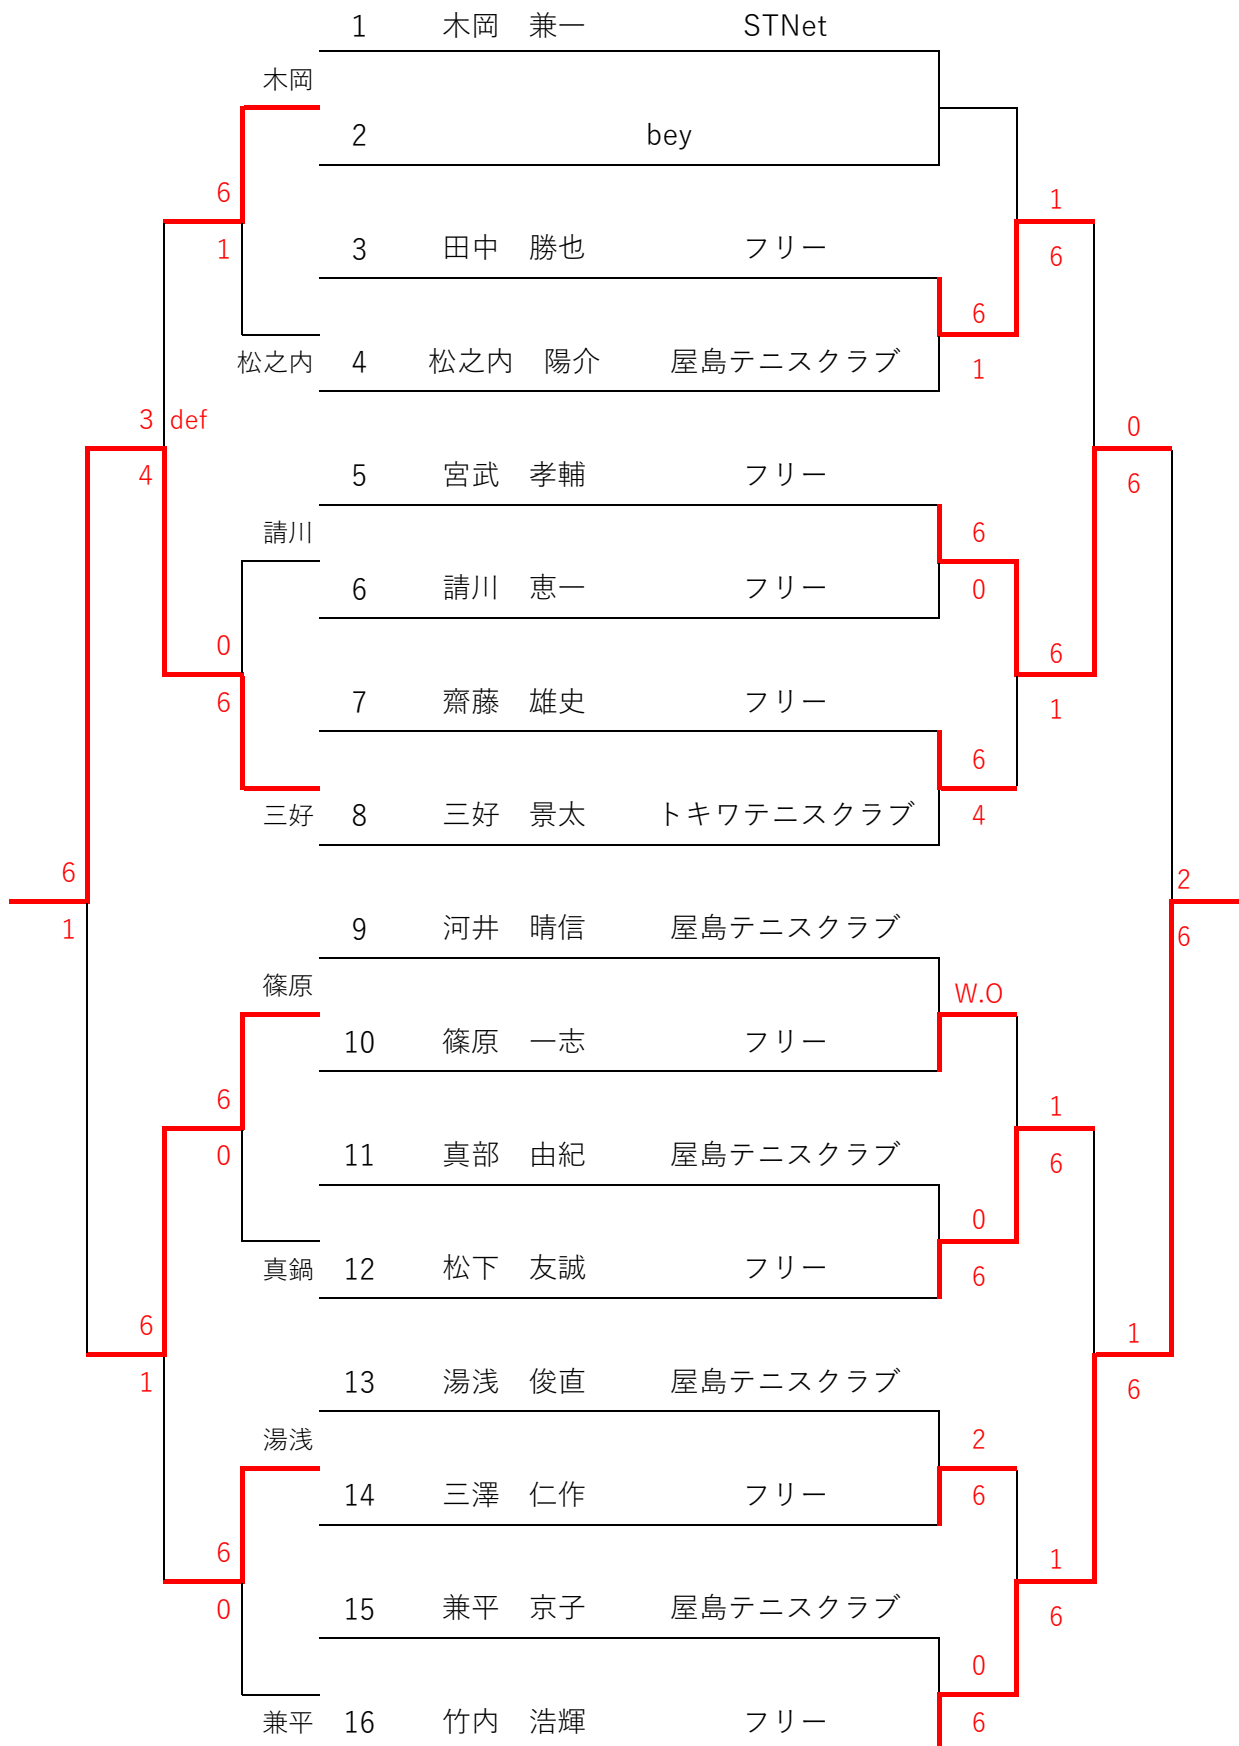 1 木岡 兼一 STNet
木岡
2 bey
6
1
1 3 田中 勝也 フリー
6
6
松之内 4 松之内 陽介 屋島テニスクラブ
1
3 def
0
4 5 宮武 孝輔 フリー
6
請川 6
6 請川 恵一 フリー 0
0 6
6 7 齋藤 雄史 フリー 1
6
三好 8 三好 景太 トキワテニスクラブ 4
6 2
1 9 河井 晴信 屋島テニスクラブ 6
篠原 W.O
10 篠原 一志 フリー
6 1
0 11 真部 由紀 屋島テニスクラブ 6
0
真鍋 12 松下 友誠 フリー 6
6 1
1 13 湯浅 俊直 屋島テニスクラブ 6
湯浅 2
14 三澤 仁作 フリー 6
6 1
0 15 兼平 京子 屋島テニスクラブ 6
0
兼平 16 竹内 浩輝 フリー 6